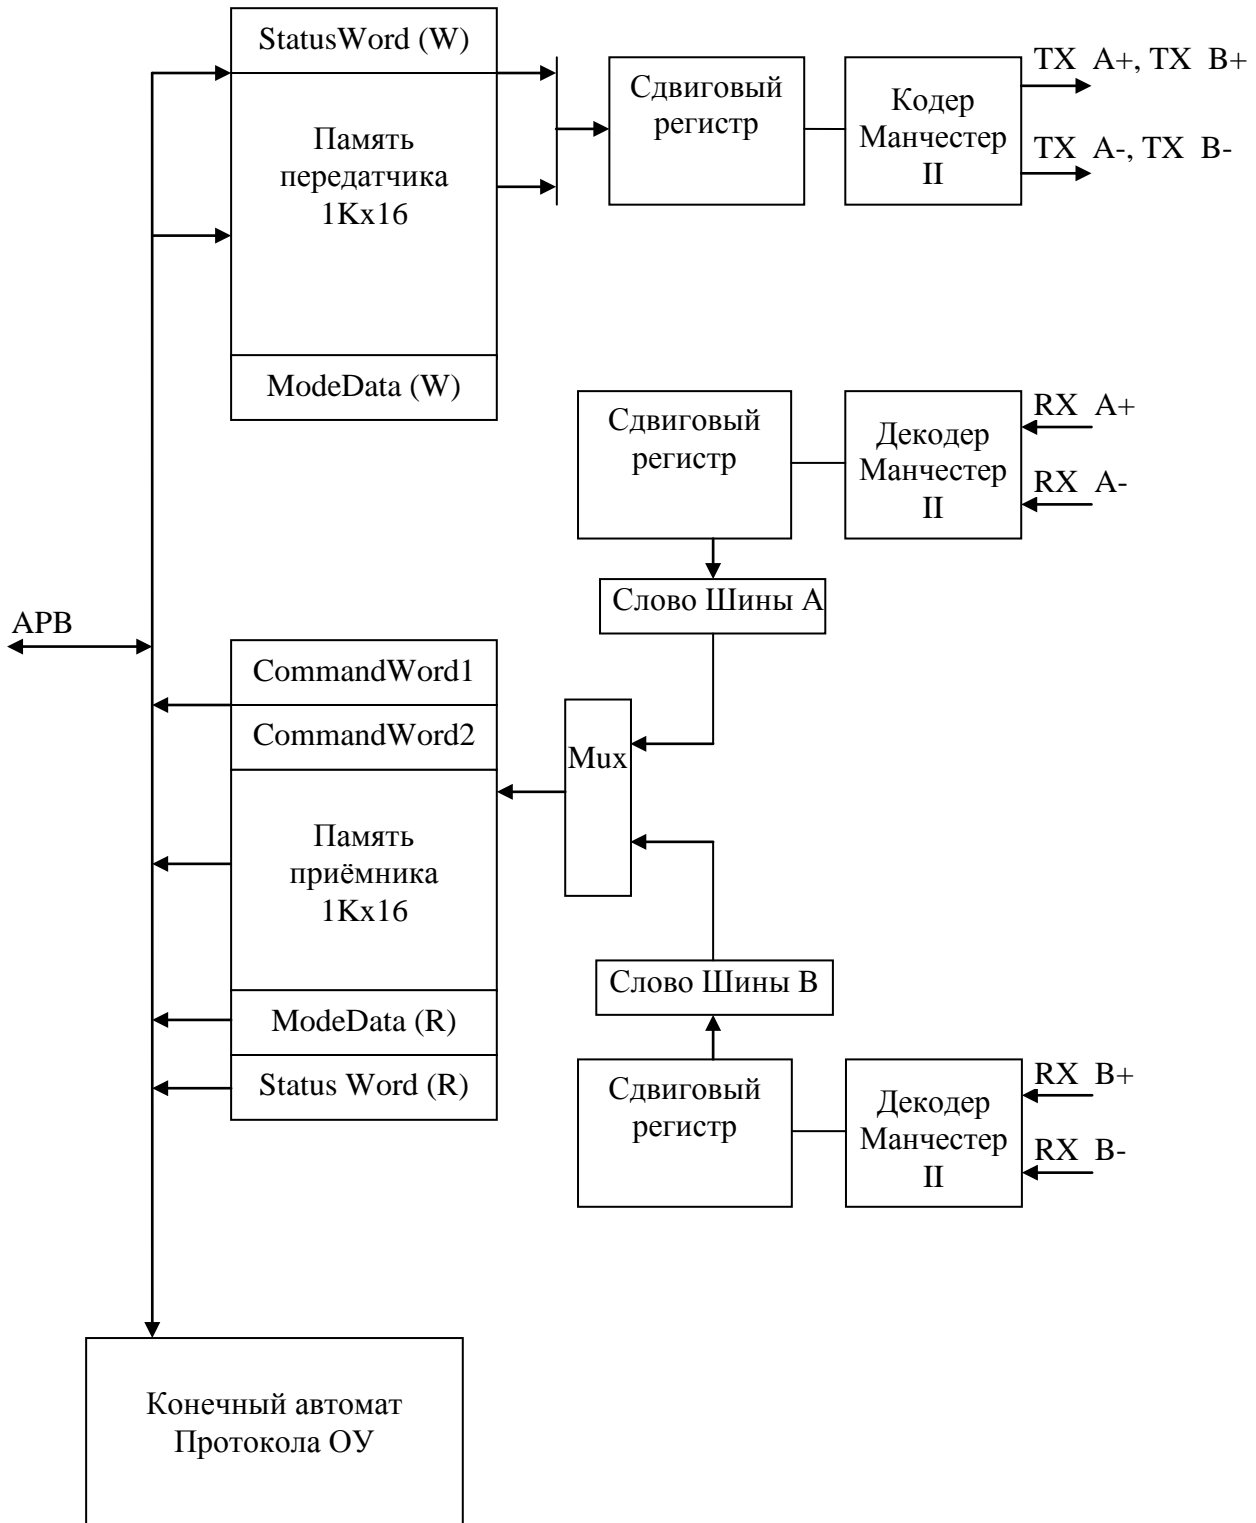 StatusWord (W)
Память
передатчика
1Kx16
ModeData (W)
Сдвиговый
регистр
Кодер
Манчестер
II
TX A+, TX B+
TX A-, TX B-
Сдвиговый
регистр
Декодер
Манчестер
II
RX A+
RX A-
Слово Шины А
APB
CommandWord1
CommandWord2
Память
приёмника
1Kx16
ModeData (R)
Status Word (R)
Mux
Слово Шины В
Сдвиговый
регистр
Декодер
Манчестер
II
RX B+
RX B-
Конечный автомат
Протокола ОУ